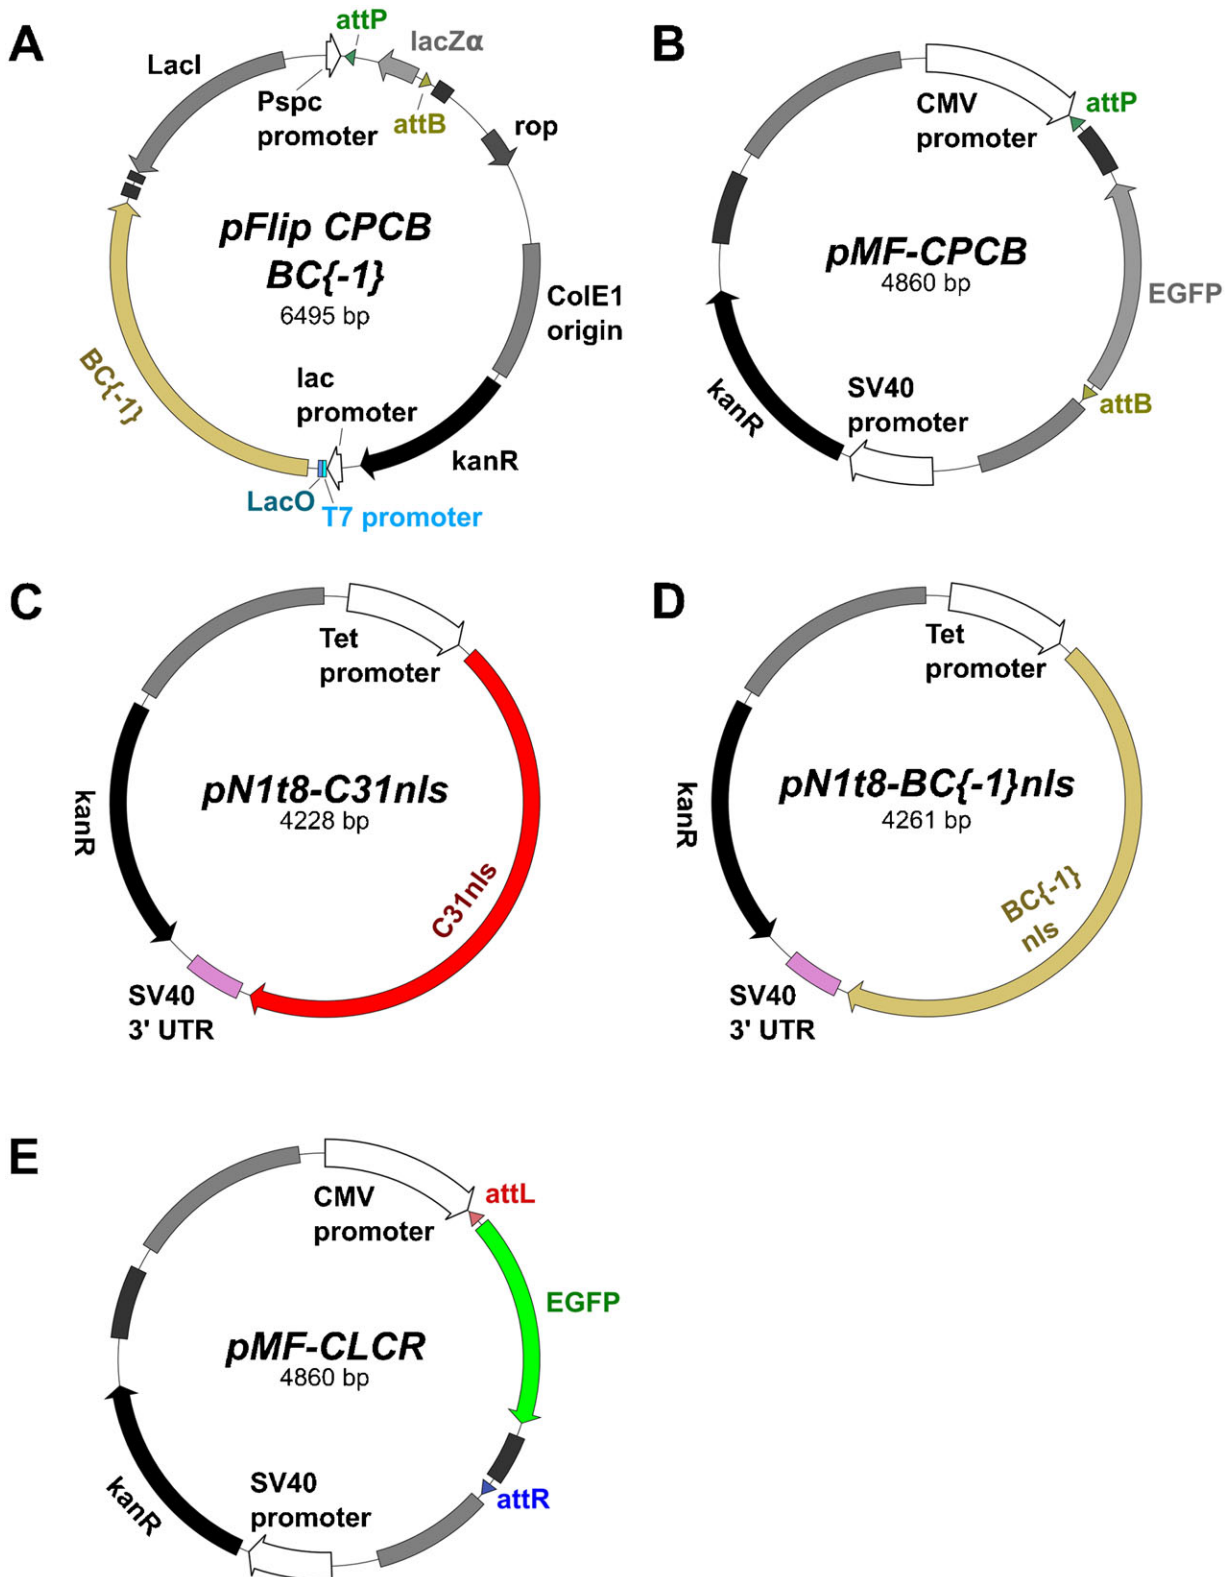 A
attP
lacZα
LacI
Pspc
promoter
attB
rop
pFlip CPCB
BC{-1}
6495 bp
ColE1
origin
BC{-1}
lac
promoter
kanR
LacO
T7 promoter
B
CMV
promoter
attP
pMF-CPCB
4860 bp
EGFP
SV40
promoter
attB
kanR
C
Tet
promoter
pN1t8-C31nls
4228 bp
kanR
C31nls
SV40
3' UTR
D
Tet
promoter
pN1t8-BC{-1}nls
4261 bp
kanR
BC{-1}
nls
SV40
3' UTR
E
CMV
promoter
attL
EGFP
pMF-CLCR
4860 bp
SV40
promoter
attR
kanR